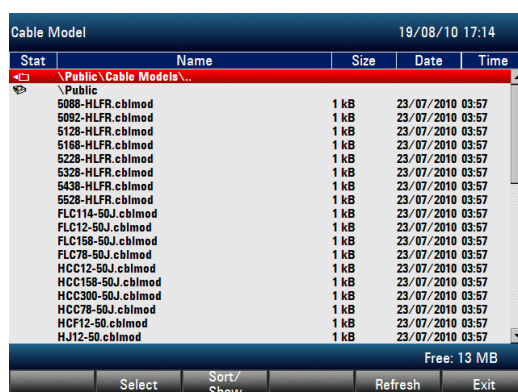 Cable Model 19/08/10 17:14
Stat Name Size Date Time
\Public\Cable Models\..
\Public
5088-HLFR.cblmod 1 kB 23/07/2010 03:57
5092-HLFR.cblmod 1 kB 23/07/2010 03:57
5128-HLFR.cblmod 1 kB 23/07/2010 03:57
5168-HLFR.cblmod 1 kB 23/07/2010 03:57
5228-HLFR.cblmod 1 kB 23/07/2010 03:57
5328-HLFR.cblmod 1 kB 23/07/2010 03:57
5438-HLFR.cblmod 1 kB 23/07/2010 03:57
5528-HLFR.cblmod 1 kB 23/07/2010 03:57
FLC114-50J.cblmod 1 kB 23/07/2010 03:57
FLC12-50J.cblmod 1 kB 23/07/2010 03:57
FLC158-50J.cblmod 1 kB 23/07/2010 03:57
FLC78-50J.cblmod 1 kB 23/07/2010 03:57
HCC12-50J.cblmod 1 kB 23/07/2010 03:57
HCC158-50J.cblmod 1 kB 23/07/2010 03:57
HCC300-50J.cblmod 1 kB 23/07/2010 03:57
HCC78-50J.cblmod 1 kB 23/07/2010 03:57
HCF12-50.cblmod 1 kB 23/07/2010 03:57
HJ12-50.cblmod 1 kB 23/07/2010 03:57
Free: 13 MB
Select Sort/ Show Refresh Exit